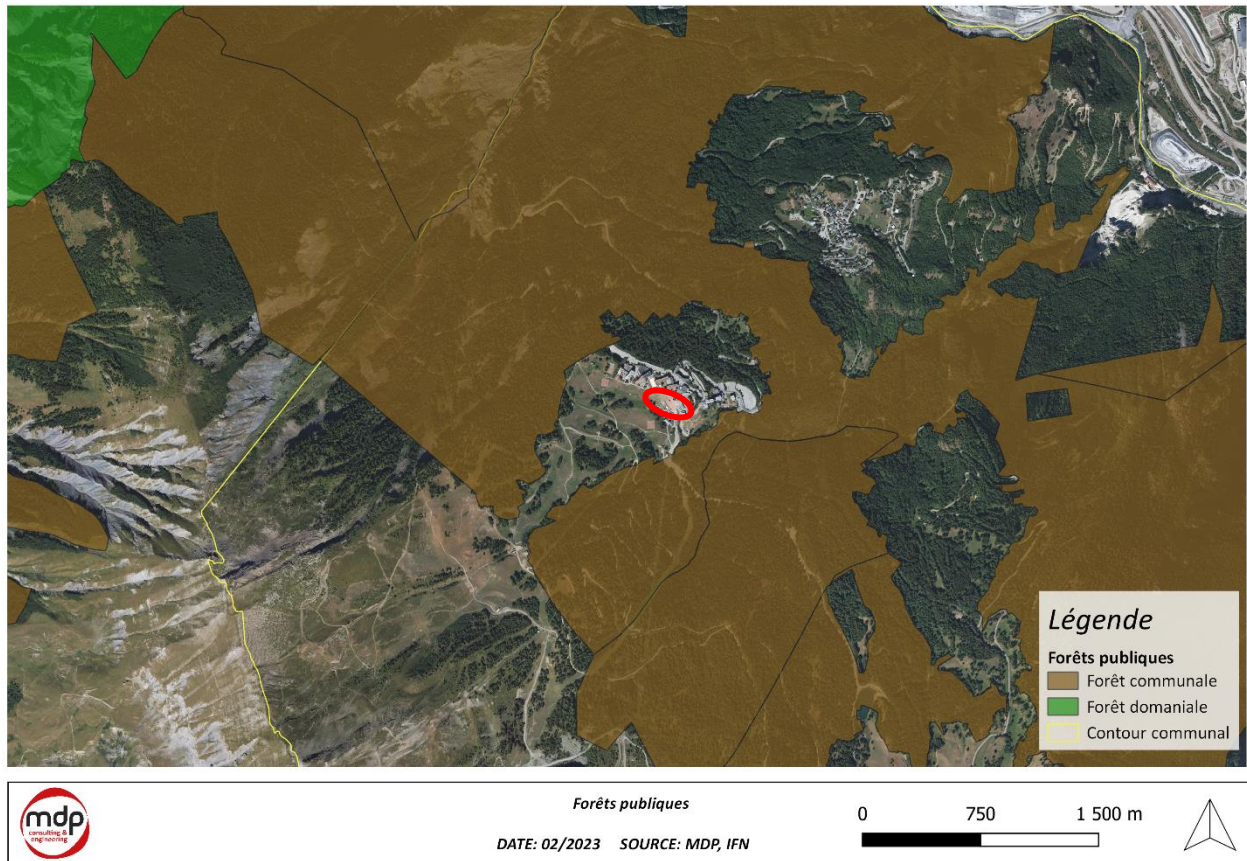 Légende
Forêts publiques
Forêt communale
Forêt domaniale
Contour communal
mdp
consulting &
engineering
Forêts publiques
DATE: 02/2023 SOURCE: MDP, IFN
0 750 1 500 m